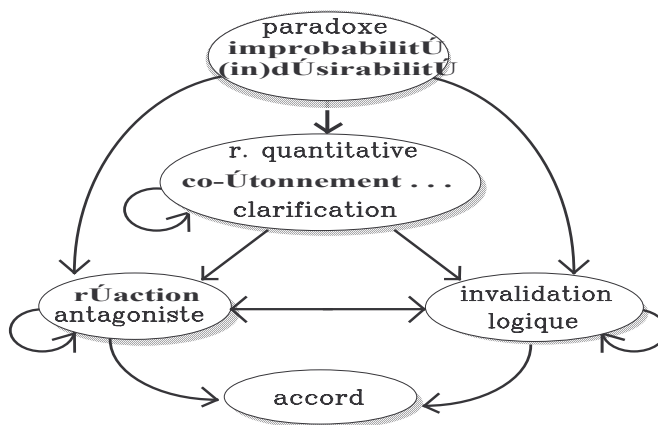 paradoxe
improbabilitÚ
(in)dÚsirabilitÚ
r. quantitative
co-Útonnement . . .
clarification
rÚaction
antagoniste
invalidation
logique
accord